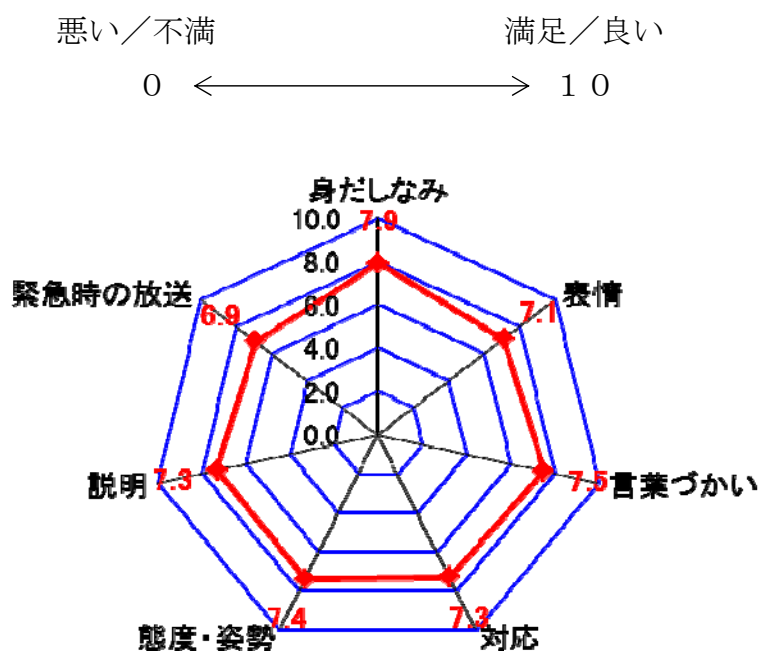 悪い／不満
満足／良い
０
１０
身だしなみ
10.0
7.9
8.0
6.0
4.0
2.0
0.0
表情
7.1
言葉づかい
7.5
対応
7.3
態度・姿勢
7.4
説明
7.3
緊急時の放送
6.9